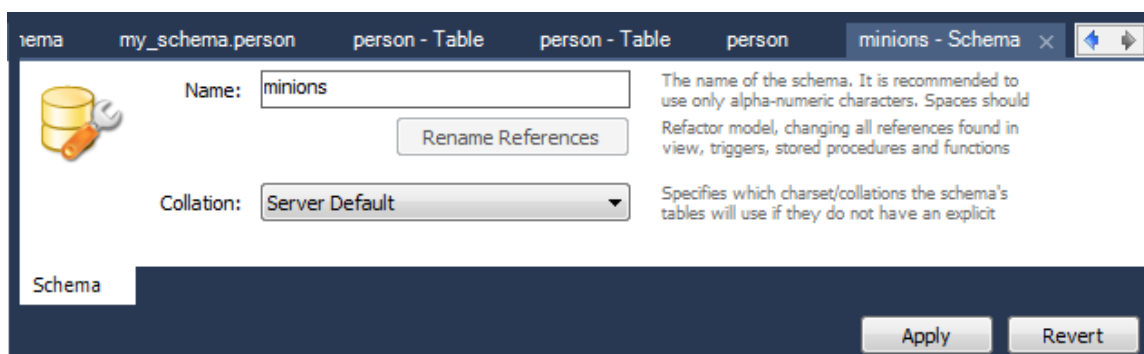 hema my_schema.person person - Table person - Table person minions - Schema
Name: minions
The name of the schema. It is recommended to
use only alpha-numeric characters. Spaces should
Rename References
Refactor model, changing all references found in
view, triggers, stored procedures and functions
Collation: Server Default
Specifies which charset/collations the schema's
tables will use if they do not have an explicit
Schema
Apply Revert